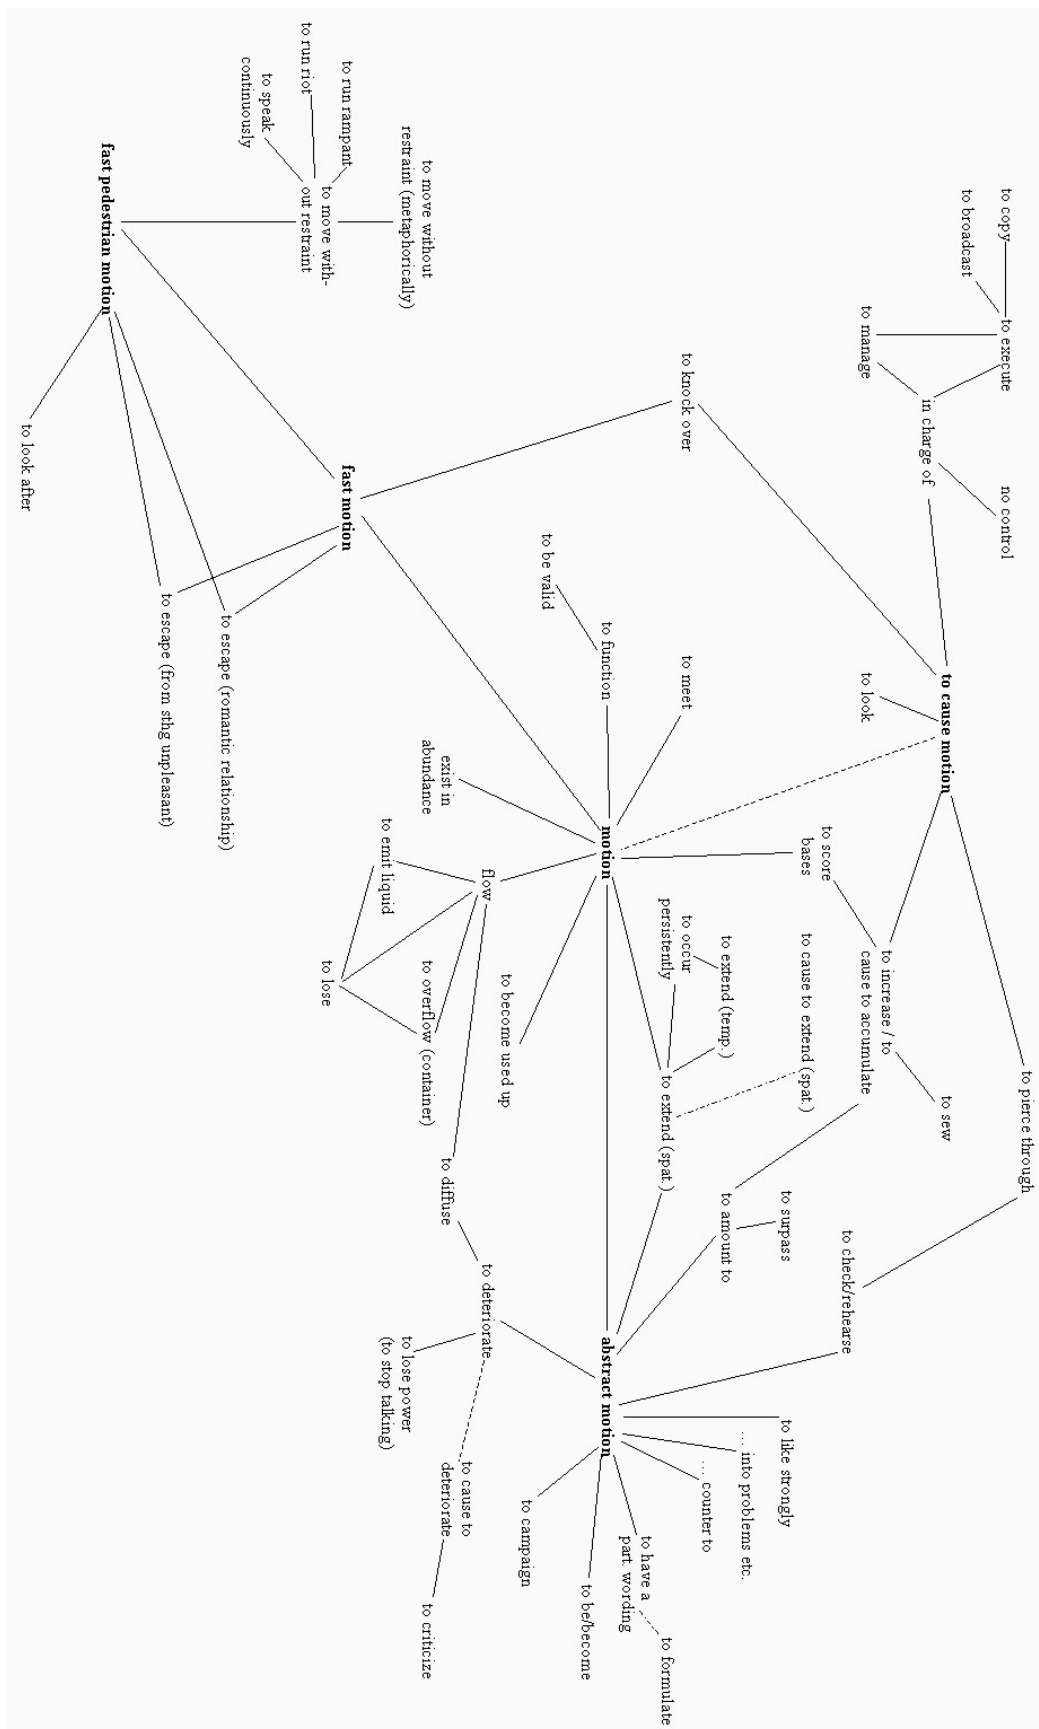 to pierce through
to copy
to execute
no control
to broadcast
to cause motion
to sew
in charge of
to increase / to
cause to accumulate
to manage
to look
to check/rehearse
to score
bases
to cause to extend (spat.)
to surpass
to like strongly
... into problems etc.
to extend (temp.)
to amount to
... counter to
to knock over
to meet
to occur
persistently
to extend (spat.)
to formulate
to have a
part. wording
to function
motion
abstract motion
to be/become
to be valid
to campaign
to become used up
flow
to deteriorate
to cause to
deteriorate
exist in
abundance
to diffuse
to move without
restraint (metaphorically)
to overflow (container)
to criticize
to lose power
(to stop talking)
to emit liquid
to run rampant
fast motion
to move with-
out restraint
to lose
to run riot
to speak
continuously
to escape (romantic relationship)
to escape (from sthg unpleasant)
fast pedestrian motion
to look after